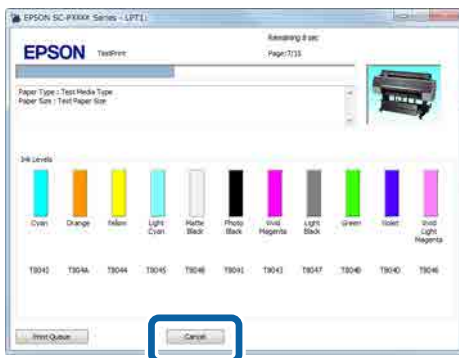 EPSON SC-PXXXX Series - LPT1:
EPSON
TestPrint
Remaining 8 sec
Page:7/15
Paper Type : Test Media Type
Paper Size : Test Paper Size
Ink Levels
Cyan
Orange
Yellow
Light Cyan
Matte Black
Photo Black
Vivid Magenta
Light Black
Green
Violet
Vivid Light Magenta
T8042
T804A
T8044
T8045
T8041
T8043
T8047
T804B
T804D
T8046
Print Queue
Cancel